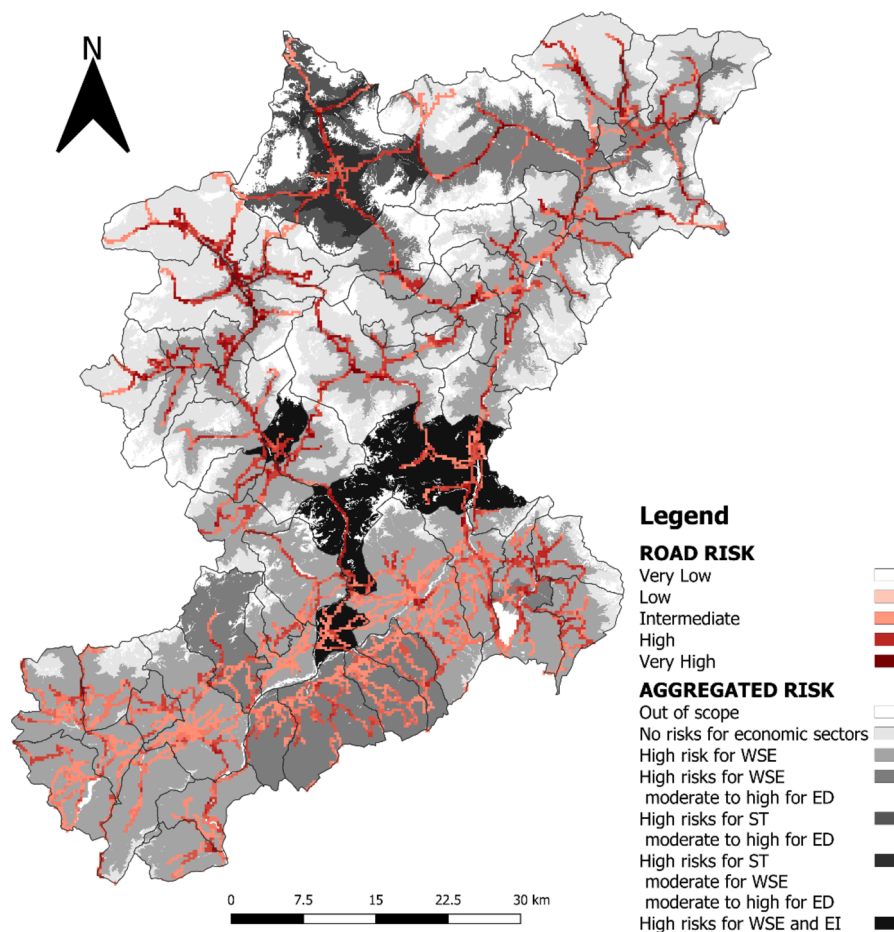 N
Legend
ROAD RISK
Very Low
Low
Intermediate
High
Very High
AGGREGATED RISK
Out of scope
No risks for economic sectors
High risk for WSE
High risks for WSE
moderate to high for ED
High risks for ST
moderate to high for ED
High risks for ST
moderate for WSE
moderate to high for ED
High risks for WSE and EI
0 7.5 15 22.5 30 km